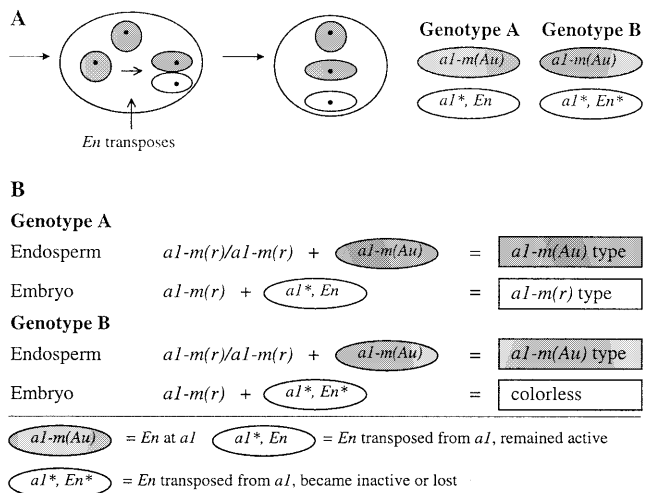 A
Genotype A Genotype B
a1-m(Au) a1-m(Au)
a1*, En a1*, En*
En transposes
B
Genotype A
Endosperm a1-m(r)/a1-m(r) + a1-m(Au) = a1-m(Au) type
Embryo a1-m(r) + a1*, En = a1-m(r) type
Genotype B
Endosperm a1-m(r)/a1-m(r) + a1-m(Au) = a1-m(Au) type
Embryo a1-m(r) + a1*, En* = colorless
a1-m(Au) = En at a1 a1*, En = En transposed from a1, remained active
a1*, En* = En transposed from a1, became inactive or lost